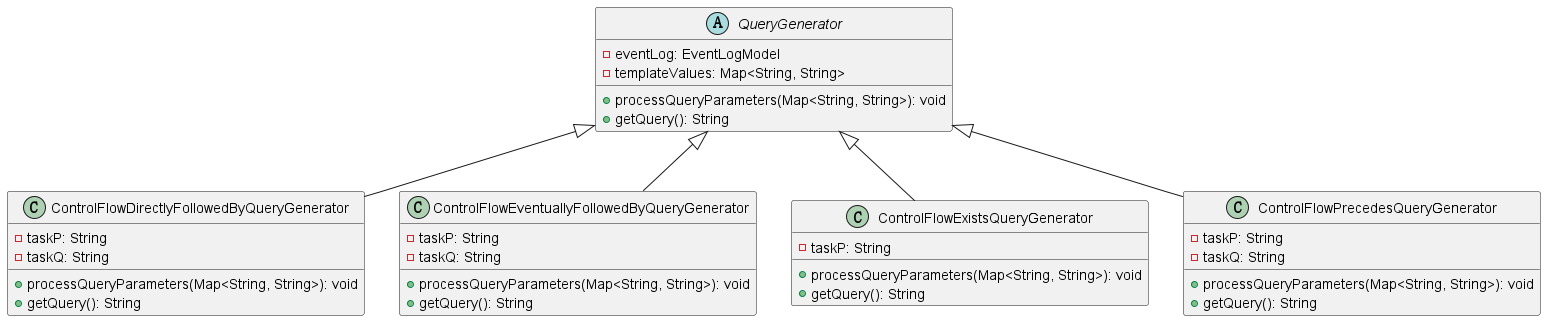 A QueryGenerator
eventLog: EventLogModel
templateValues: Map<String, String>
processQueryParameters(Map<String, String>): void
getQuery(): String
C ControlFlowDirectlyFollowedByQueryGenerator
taskP: String
taskQ: String
processQueryParameters(Map<String, String>): void
getQuery(): String
C ControlFlowEventuallyFollowedByQueryGenerator
taskP: String
taskQ: String
processQueryParameters(Map<String, String>): void
getQuery(): String
C ControlFlowExistsQueryGenerator
taskP: String
processQueryParameters(Map<String, String>): void
getQuery(): String
C ControlFlowPrecedesQueryGenerator
taskP: String
taskQ: String
processQueryParameters(Map<String, String>): void
getQuery(): String